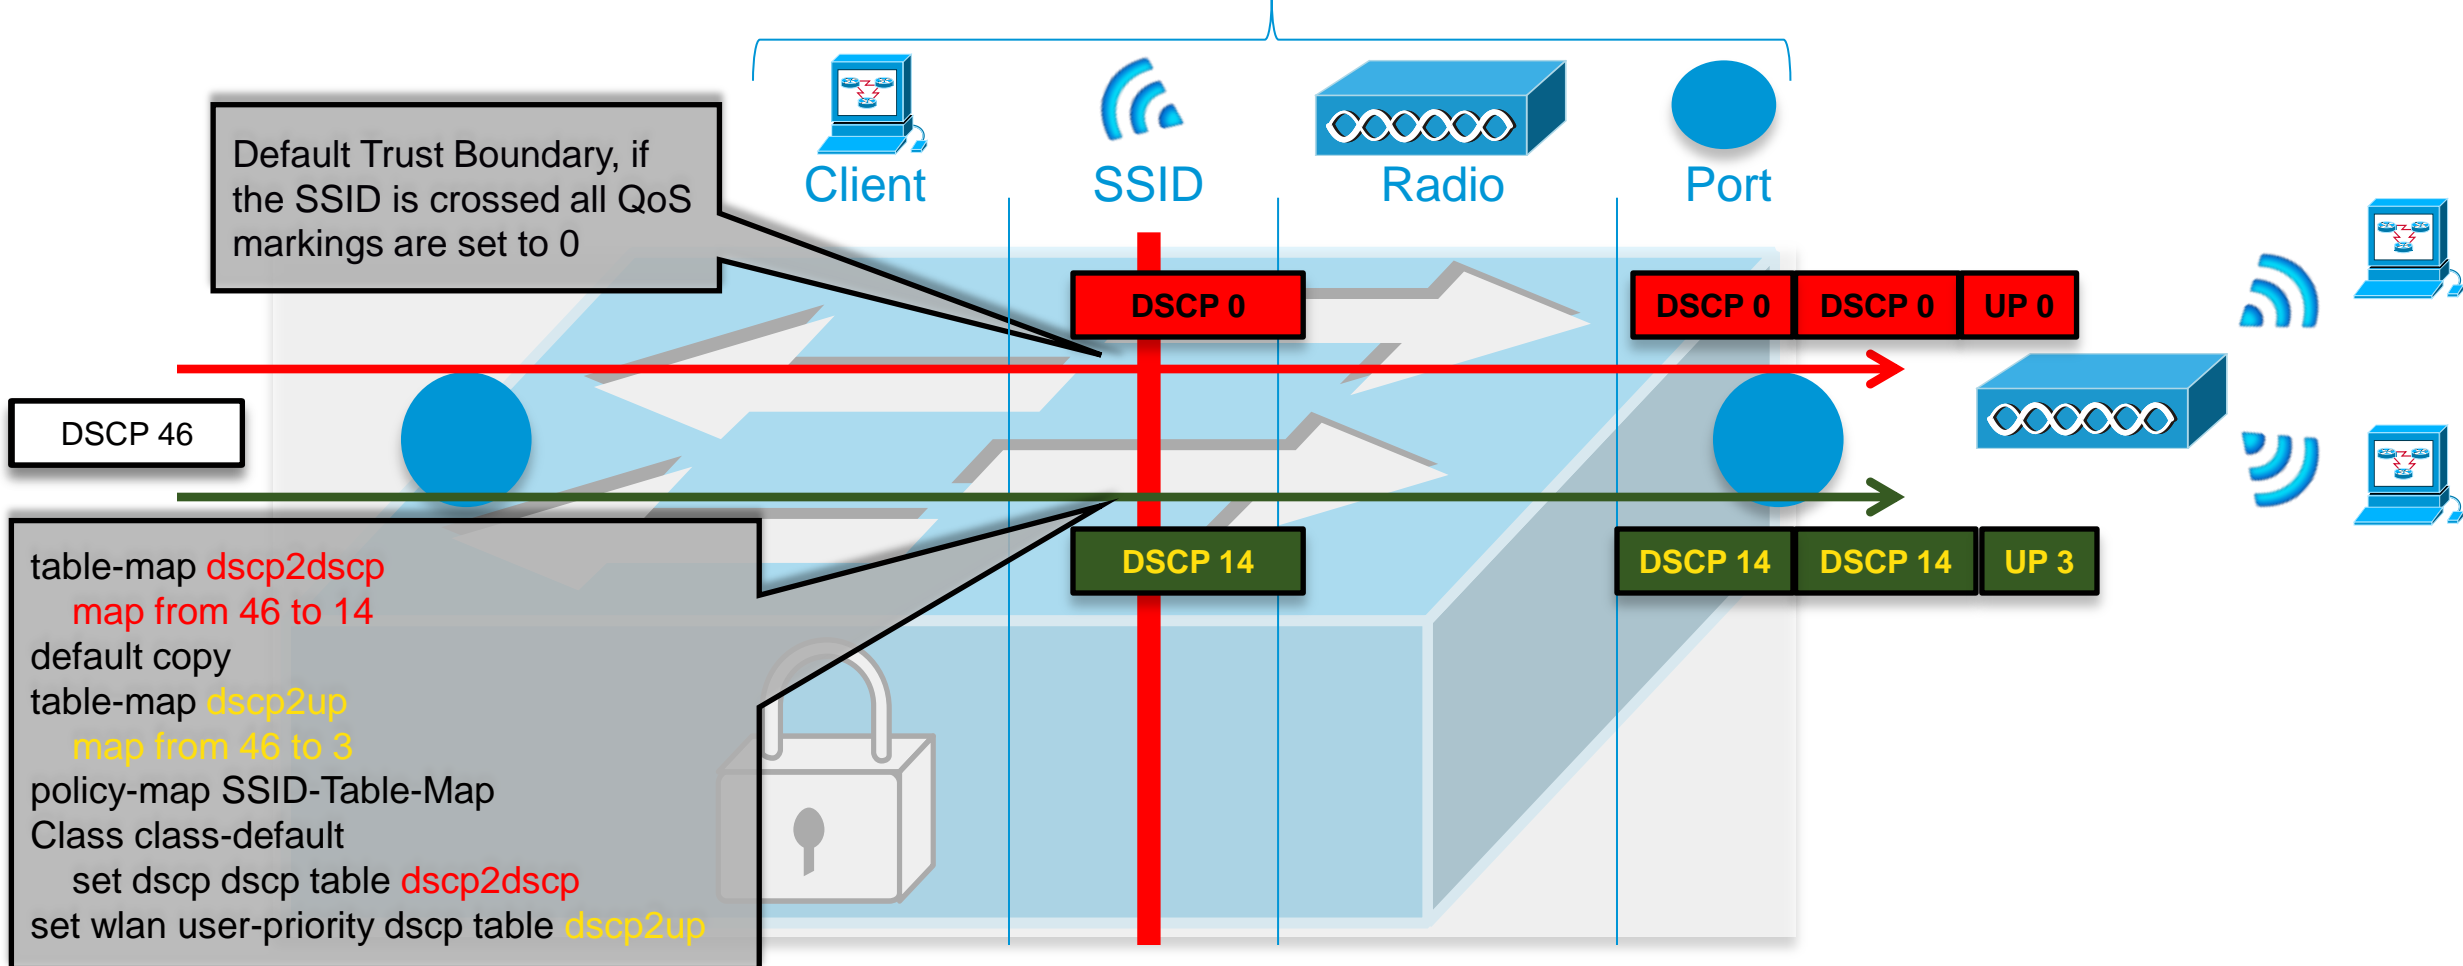 Client
SSID
Radio
Port
Default Trust Boundary, if
the SSID is crossed all QoS
markings are set to 0
DSCP 0
DSCP 0
DSCP 0
UP 0
DSCP 46
DSCP 14
DSCP 14
DSCP 14
UP 3
table-map dscp2dscp
map from 46 to 14
default copy
table-map dscp2up
map from 46 to 3
policy-map SSID-Table-Map
Class class-default
set dscp dscp table dscp2dscp
set wlan user-priority dscp table dscp2up